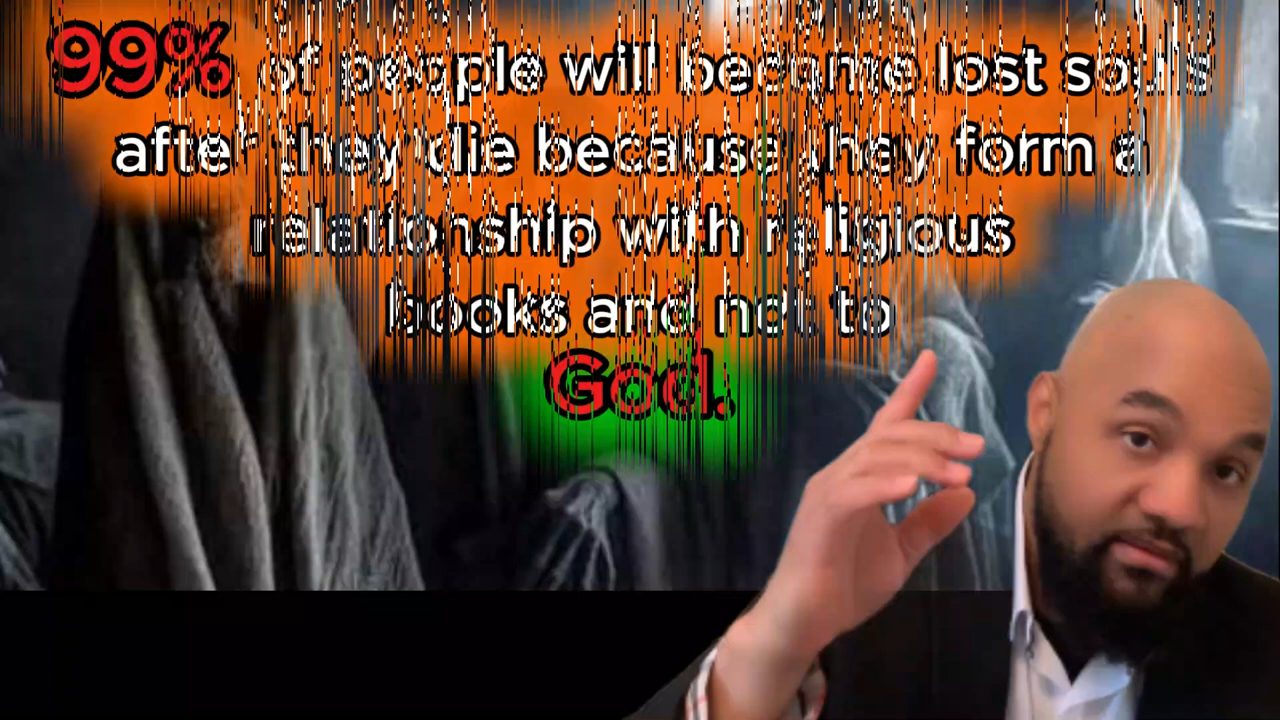 99% of people will become lost souls
after they die because they form a
relationship with religious
books and not to
God.